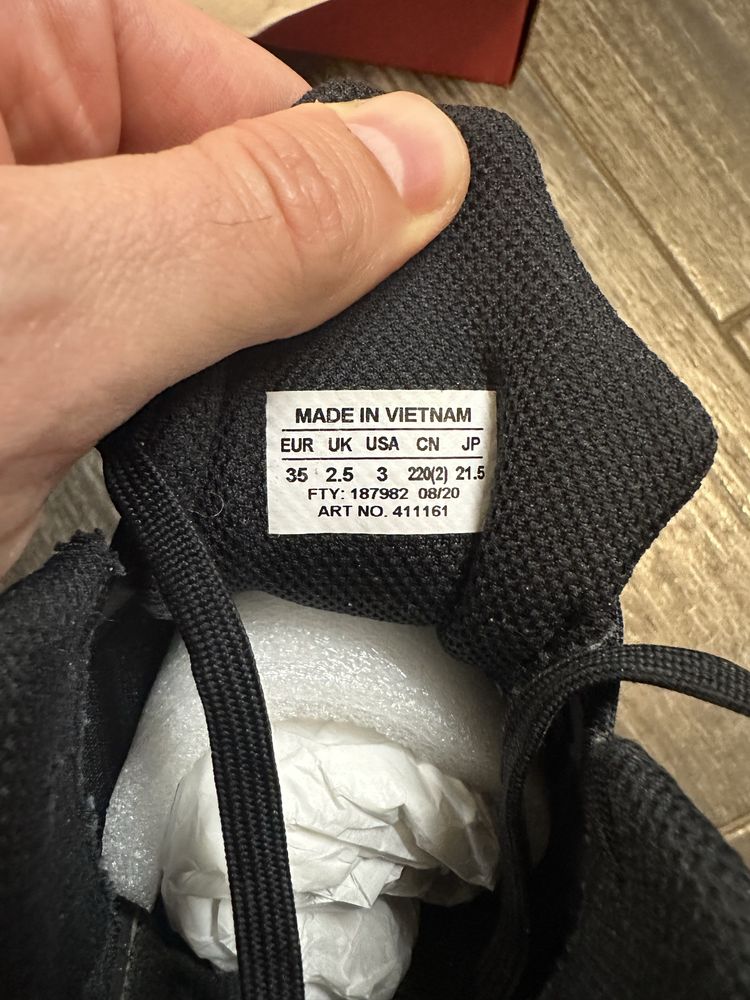 MADE IN VIETNAM
EUR UK USA CN JP
35 2.5 3 220(2) 21.5
FTY: 187982 08/20
ART NO. 411161